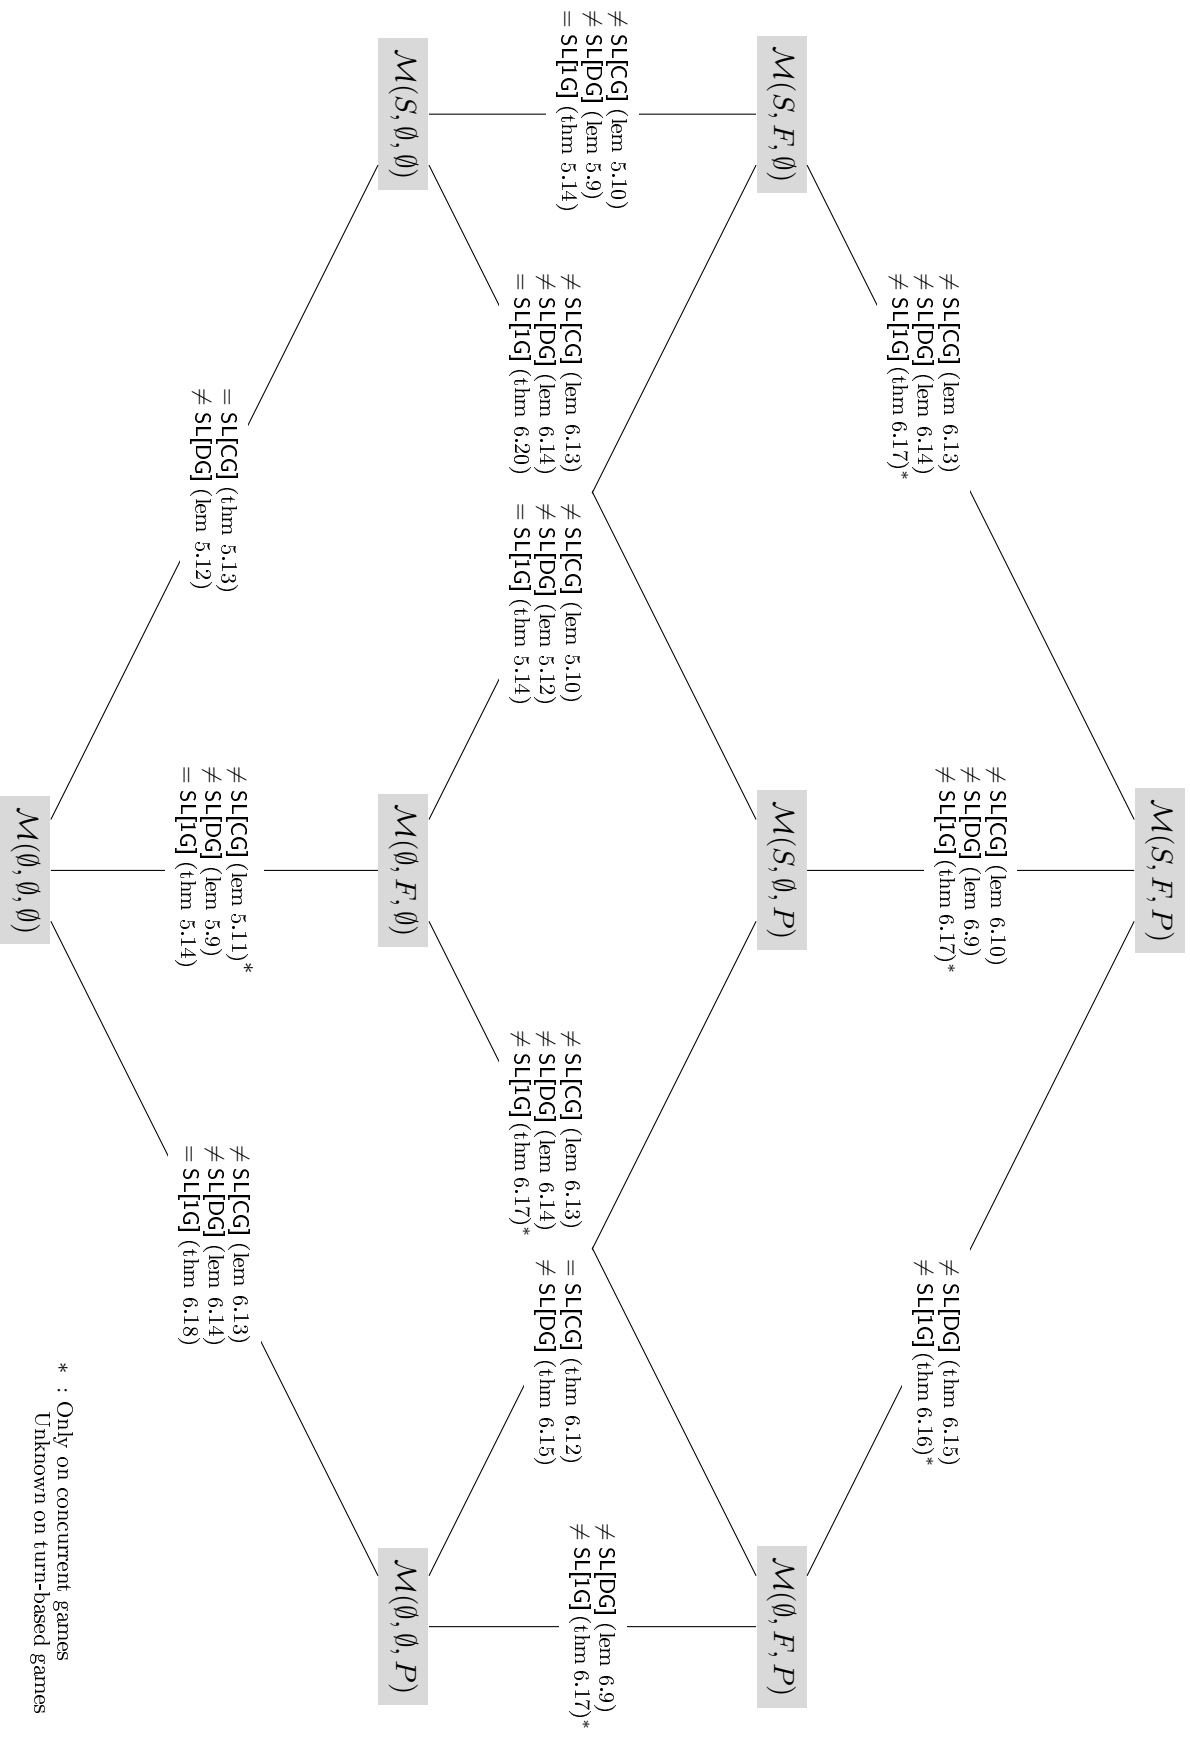 𝓜(S, F, P)
≠ SL[CG] (lem 6.13)
≠ SL[DG] (lem 6.14)
≠ SL[1G] (thm 6.17)*
≠ SL[CG] (lem 6.10)
≠ SL[DG] (lem 6.9)
≠ SL[1G] (thm 6.17)*
≠ SL[DG] (thm 6.15)
≠ SL[1G] (thm 6.16)*
𝓜(S, F, ∅)
𝓜(S, ∅, P)
𝓜(∅, F, P)
≠ SL[CG] (lem 5.10)
≠ SL[DG] (lem 5.9)
= SL[1G] (thm 5.14)
≠ SL[CG] (lem 6.13)
≠ SL[DG] (lem 6.14)
= SL[1G] (thm 6.20)
≠ SL[CG] (lem 5.10)
≠ SL[DG] (lem 5.12)
= SL[1G] (thm 5.14)
≠ SL[CG] (lem 6.13)
≠ SL[DG] (lem 6.14)
≠ SL[1G] (thm 6.17)*
= SL[CG] (thm 6.12)
≠ SL[DG] (thm 6.15)
≠ SL[DG] (lem 6.9)
≠ SL[1G] (thm 6.17)*
𝓜(S, ∅, ∅)
𝓜(∅, F, ∅)
𝓜(∅, ∅, P)
= SL[CG] (thm 5.13)
≠ SL[DG] (lem 5.12)
≠ SL[CG] (lem 5.11)*
≠ SL[DG] (lem 5.9)
= SL[1G] (thm 5.14)
≠ SL[CG] (lem 6.13)
≠ SL[DG] (lem 6.14)
= SL[1G] (thm 6.18)
𝓜(∅, ∅, ∅)
* : Only on concurrent games
Unknown on turn-based games